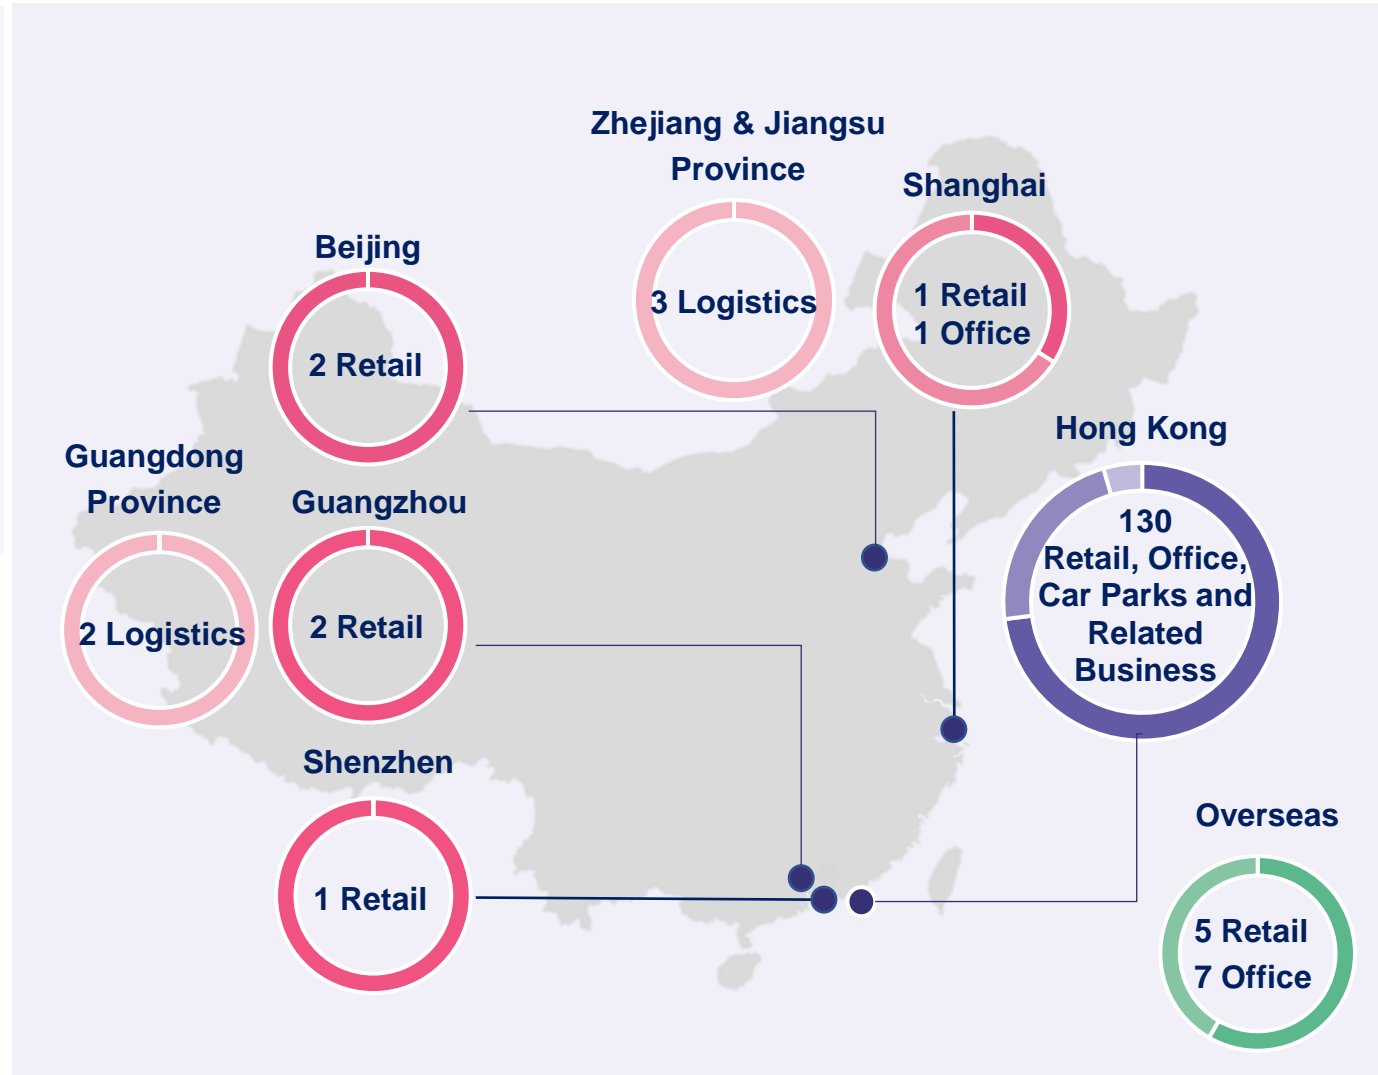 Zhejiang & Jiangsu
Province
3 Logistics
Shanghai
1 Retail
1 Office
Beijing
2 Retail
Hong Kong
130
Retail, Office,
Car Parks and
Related
Business
Guangdong
Province
2 Logistics
Guangzhou
2 Retail
Shenzhen
1 Retail
Overseas
5 Retail
7 Office